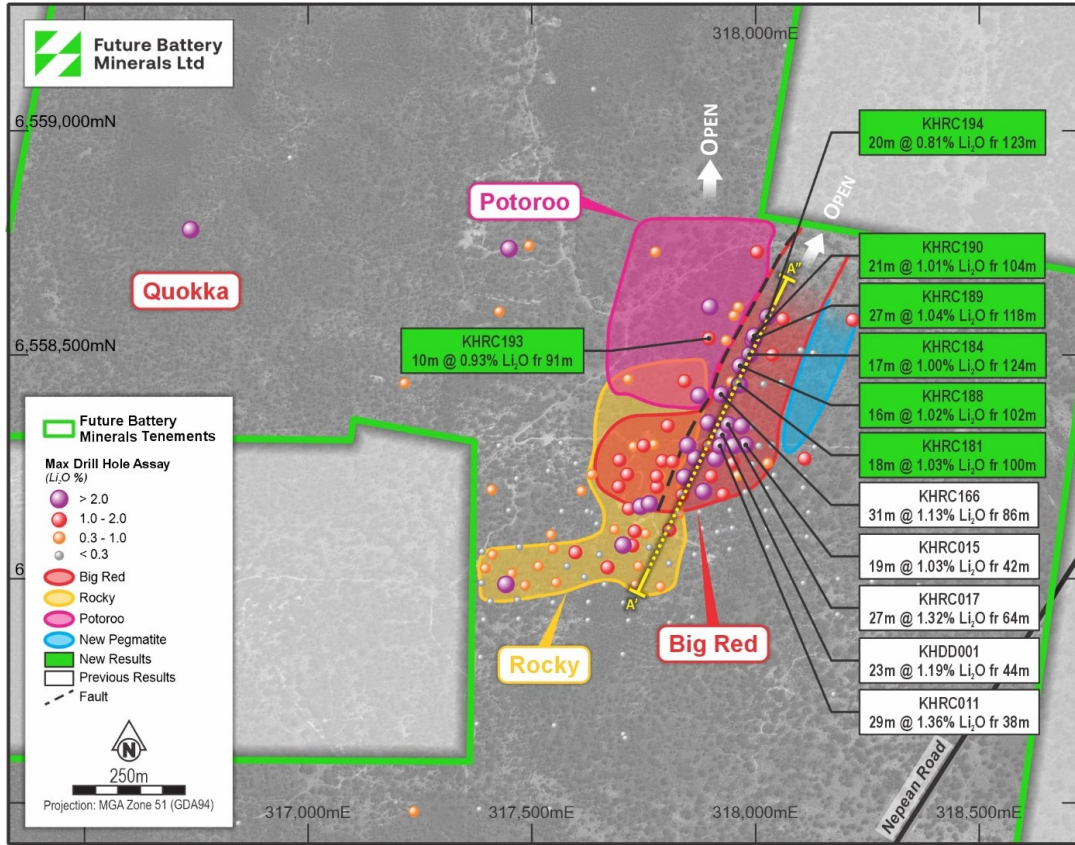 Future Battery
Minerals Ltd
318,000mE
6,559,000mN
OPEN
OPEN
KHRC194
20m @ 0.81% Li₂O fr 123m
Potoroo
Quokka
A"
KHRC190
21m @ 1.01% Li₂O fr 104m
KHRC189
27m @ 1.04% Li₂O fr 118m
KHRC193
10m @ 0.93% Li₂O fr 91m
6,558,500mN
KHRC184
17m @ 1.00% Li₂O fr 124m
KHRC188
16m @ 1.02% Li₂O fr 102m
KHRC181
18m @ 1.03% Li₂O fr 100m
KHRC166
31m @ 1.13% Li₂O fr 86m
KHRC015
19m @ 1.03% Li₂O fr 42m
KHRC017
27m @ 1.32% Li₂O fr 64m
KHDD001
23m @ 1.19% Li₂O fr 44m
KHRC011
29m @ 1.36% Li₂O fr 38m
Future Battery
Minerals Tenements
Max Drill Hole Assay
(Li₂O %)
> 2.0
1.0 - 2.0
0.3 - 1.0
< 0.3
Big Red
Rocky
Potoroo
New Pegmatite
New Results
Previous Results
Fault
N
250m
Projection: MGA Zone 51 (GDA94)
6
A'
Big Red
Rocky
Nepean Road
317,000mE
317,500mE
318,000mE
318,500mE